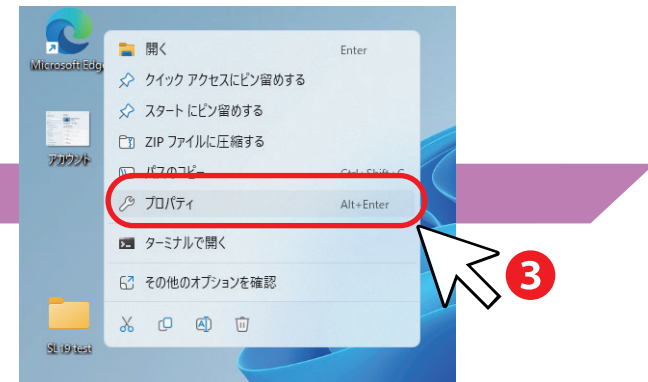 Microsoft Edge
アカウント
SL-19 test
開く Enter
クイック アクセスにピン留めする
スタート にピン留めする
ZIP ファイルに圧縮する
パスのコピー Ctrl+Shift+C
プロパティ Alt+Enter
ターミナルで開く
その他のオプションを確認
3